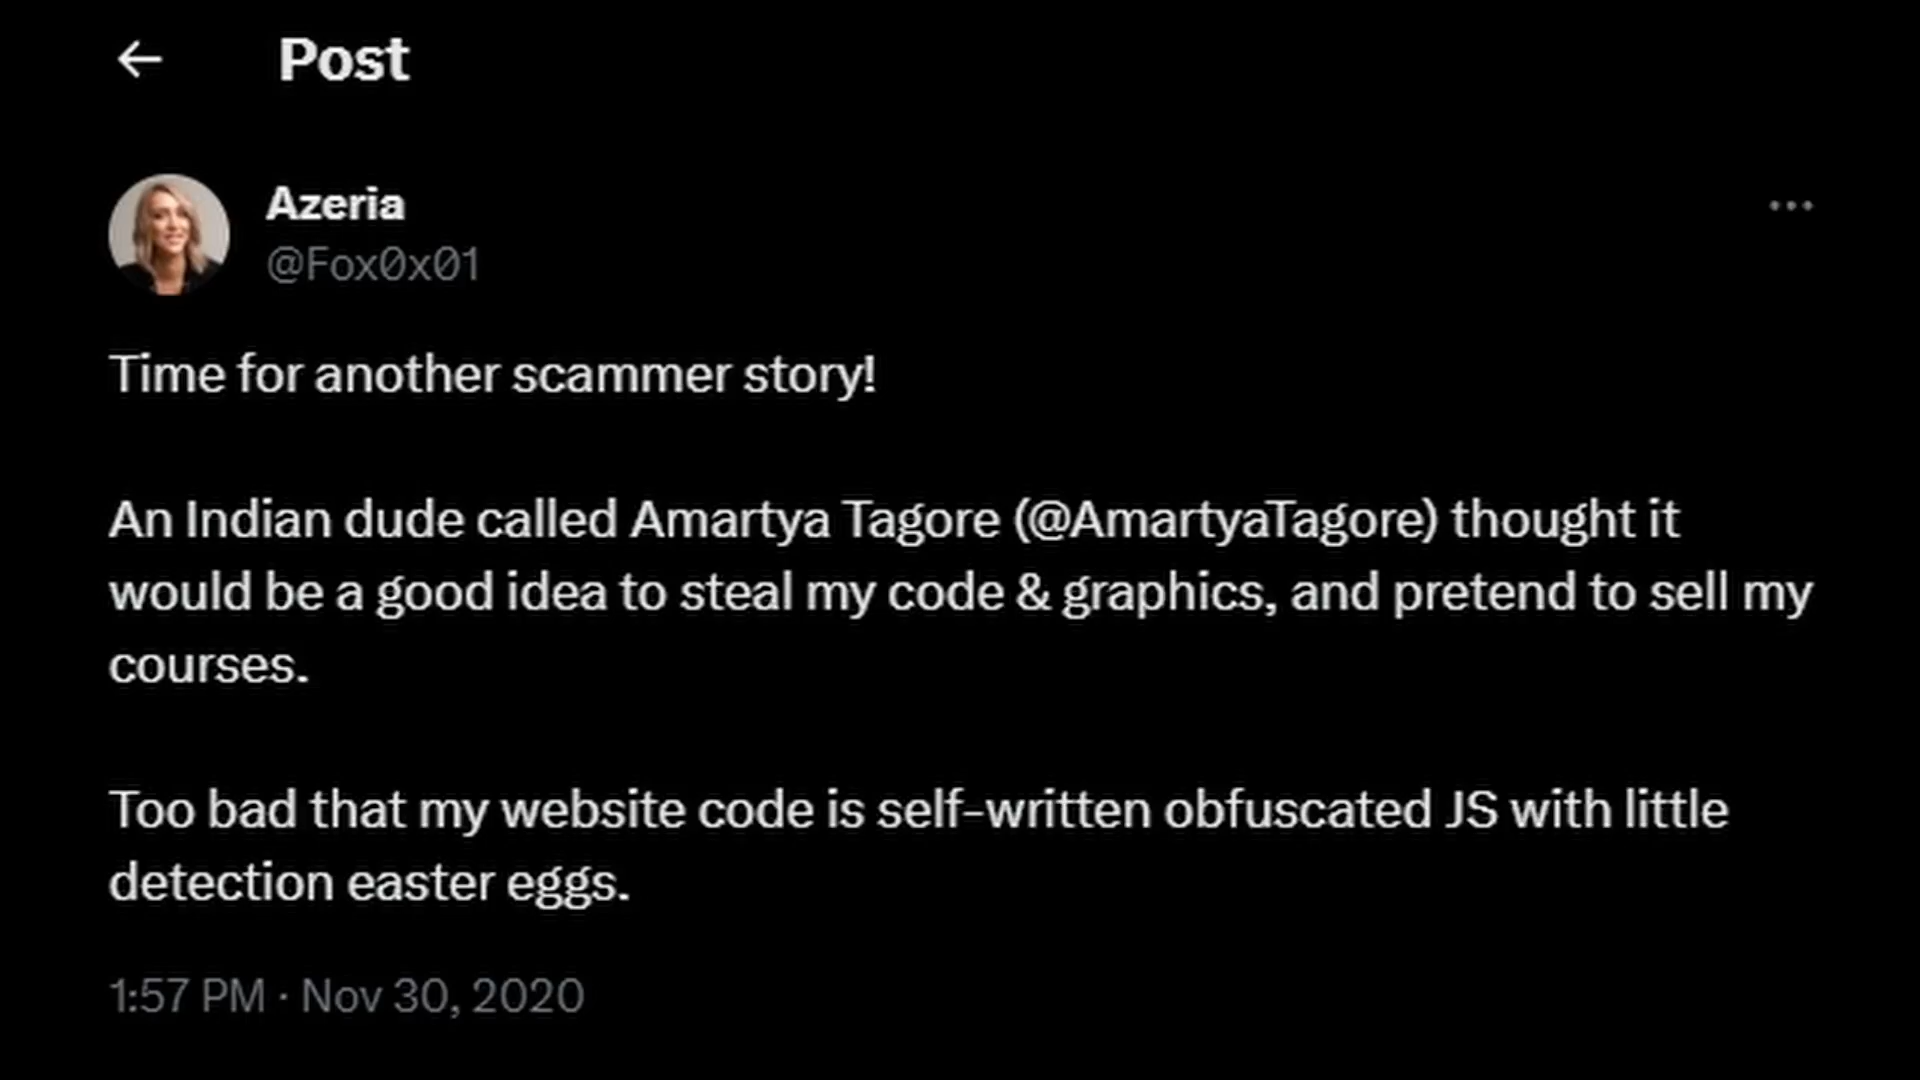 Post
Azeria
@Fox0x01
Time for another scammer story!
An Indian dude called Amartya Tagore (@AmartyaTagore) thought it
would be a good idea to steal my code & graphics, and pretend to sell my
courses.
Too bad that my website code is self-written obfuscated JS with little
detection easter eggs.
1:57 PM · Nov 30, 2020